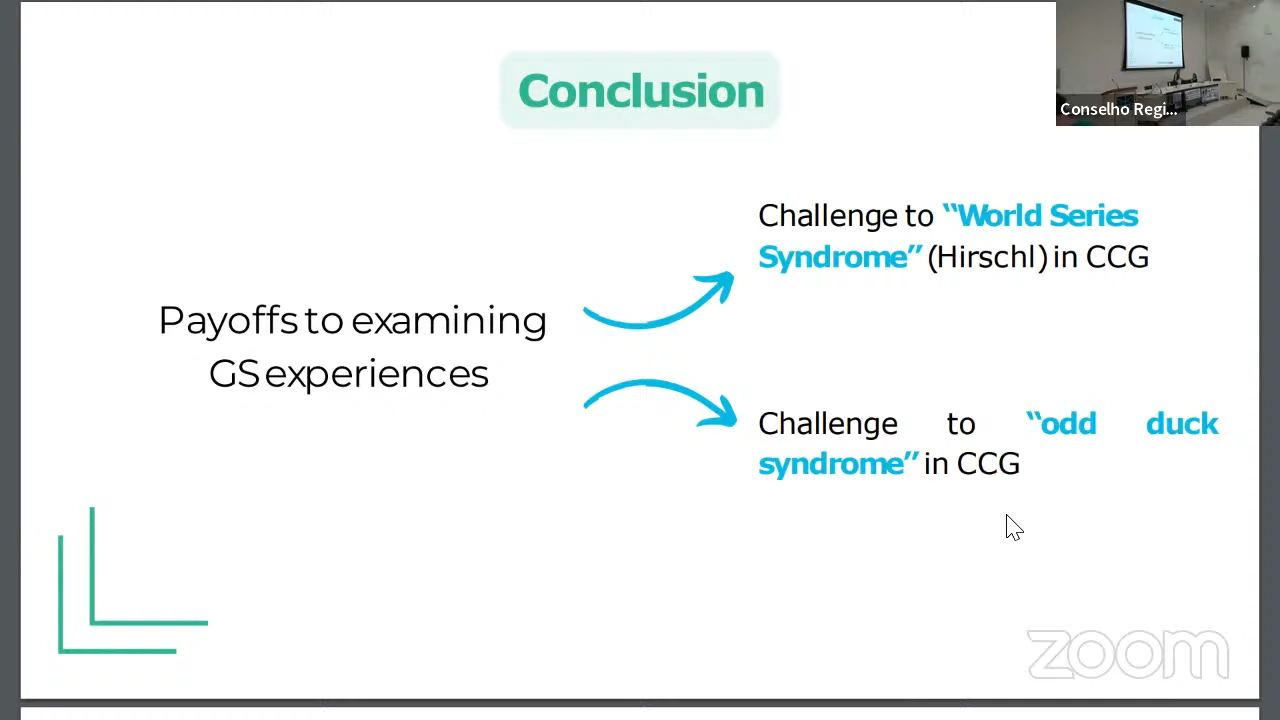 Conclusion
Conselho Regi...
Challenge to “World Series
Syndrome” (Hirschl) in CCG
Payoffs to examining
GS experiences
Challenge to “odd duck
syndrome” in CCG
zoom